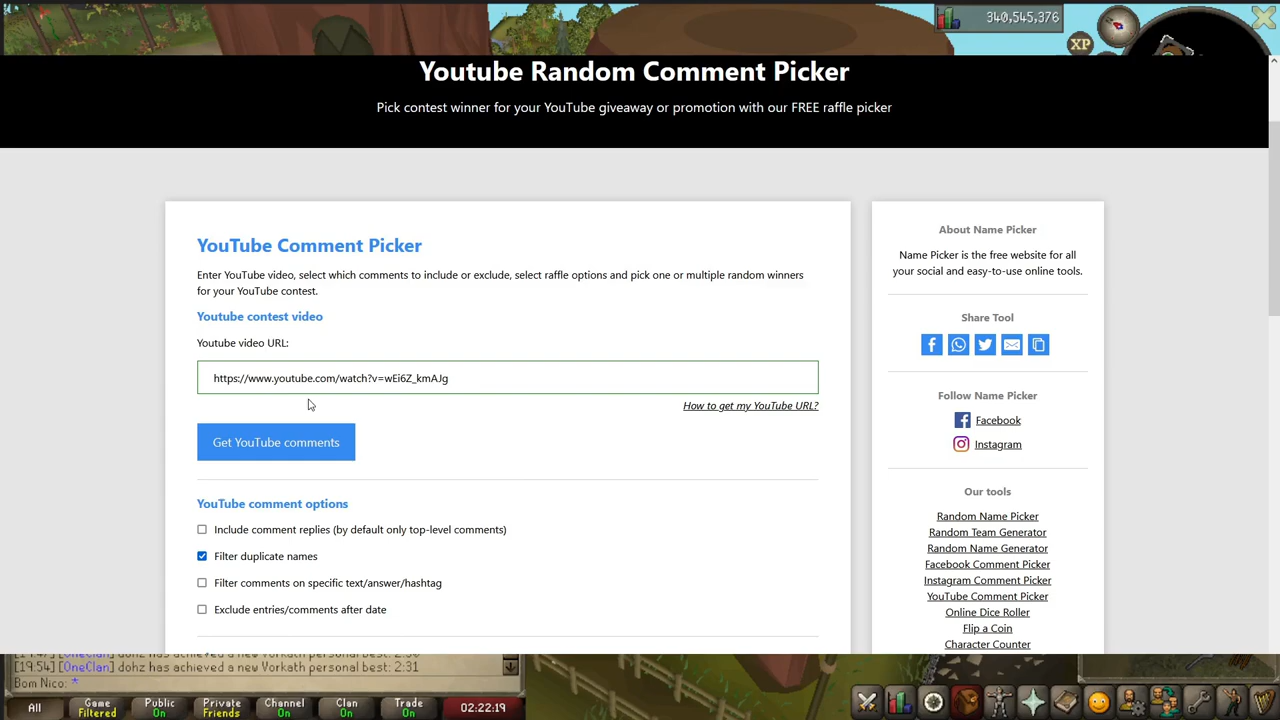 340,545,376
XP
Youtube Random Comment Picker
Pick contest winner for your YouTube giveaway or promotion with our FREE raffle picker
YouTube Comment Picker
Enter YouTube video, select which comments to include or exclude, select raffle options and pick one or multiple random winners
for your YouTube contest.
Youtube contest video
Youtube video URL:
https://www.youtube.com/watch?v=wEi6Z_kmAJg
How to get my YouTube URL?
Get YouTube comments
YouTube comment options
Include comment replies (by default only top-level comments)
Filter duplicate names
Filter comments on specific text/answer/hashtag
Exclude entries/comments after date
About Name Picker
Name Picker is the free website for all
your social and easy-to-use online tools.
Share Tool
Follow Name Picker
Facebook
Instagram
Our tools
Random Name Picker
Random Team Generator
Random Name Generator
Facebook Comment Picker
Instagram Comment Picker
YouTube Comment Picker
Online Dice Roller
Flip a Coin
Character Counter
[OneClan] dohz has achieved a new Vorkath personal best:
[19:54] [OneClan] dohz has achieved a new Vorkath personal best: 2:31
Bom Nico: *
All
Game
Filtered
Public
On
Private
Friends
Channel
On
Clan
On
Trade
On
02:22:19